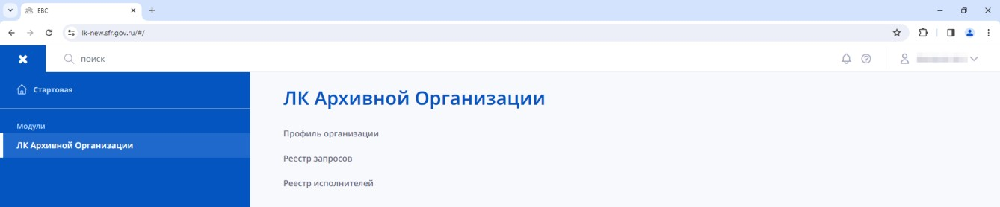 ЕВС
lk-new.sfr.gov.ru/#/
поиск
Стартовая
Модули
ЛК Архивной Организации
ЛК Архивной Организации
Профиль организации
Реестр запросов
Реестр исполнителей